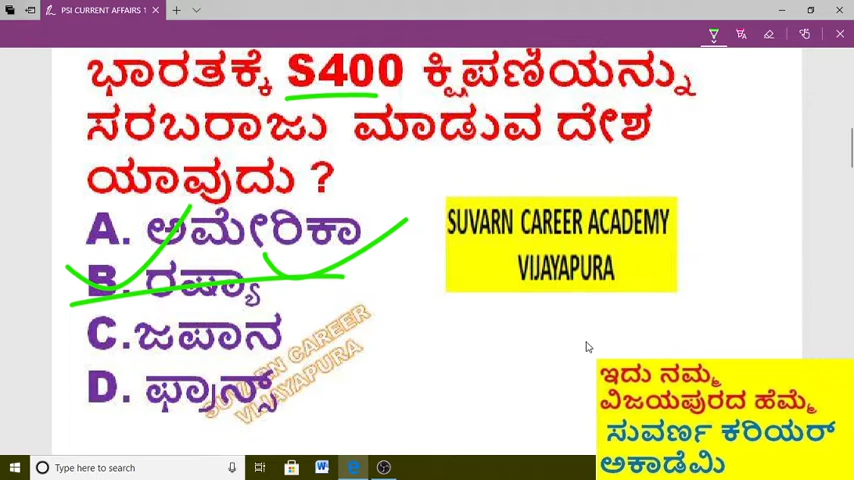 PSI CURRENT AFFAIRS 1
ಭಾರತಕ್ಕೆ S400 ಕ್ಷಿಪಣಿಯನ್ನು
ಸರಬರಾಜು ಮಾಡುವ ದೇಶ
ಯಾವುದು ?
A. ಅಮೇರಿಕಾ
B. ರಷ್ಯಾ
C.ಜಪಾನ
D. ಫ್ರಾನ್ಸ್
SUVARN CAREER ACADEMY
VIJAYAPURA
SUVARN CAREER
VIJAYAPURA
ಇದು ನಮ್ಮ
ವಿಜಯಪುರದ ಹೆಮ್ಮೆ
ಸುವರ್ಣ ಕರಿಯರ್
ಅಕಾಡೆಮಿ
Type here to search